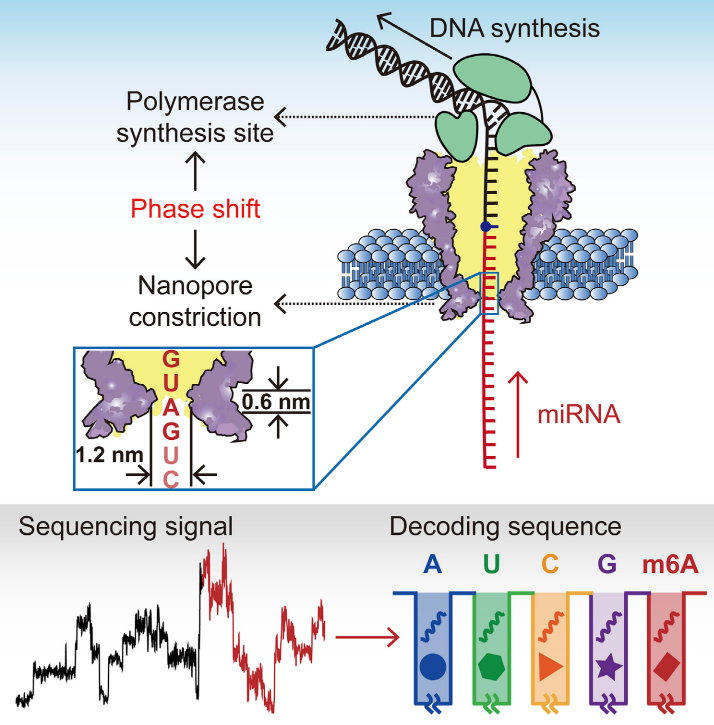 DNA synthesis
Polymerase
synthesis site
Phase shift
Nanopore
constriction
G
U
A
G
U
C
0.6 nm
1.2 nm
miRNA
Sequencing signal
Decoding sequence
A U C G m6A